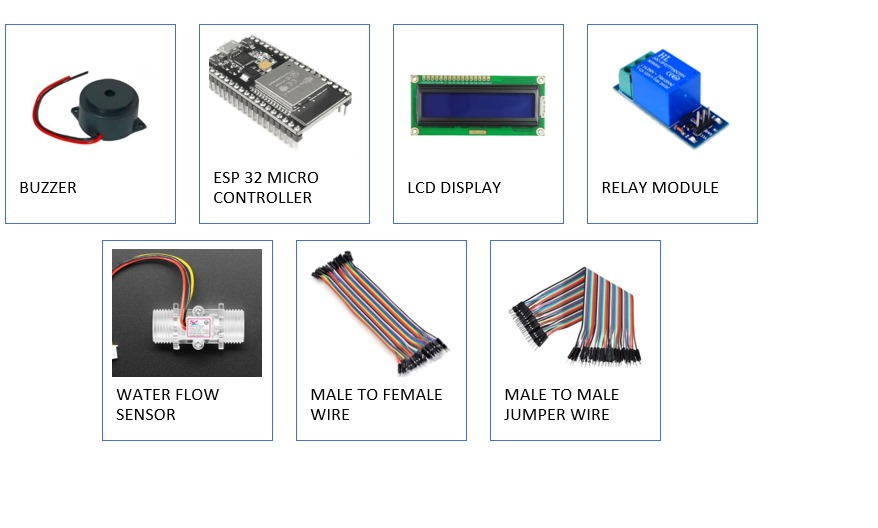 BUZZER
ESP 32 MICRO
CONTROLLER
LCD DISPLAY
HL
RELAY MODULE
WATER FLOW
SENSOR
MALE TO FEMALE
WIRE
MALE TO MALE
JUMPER WIRE